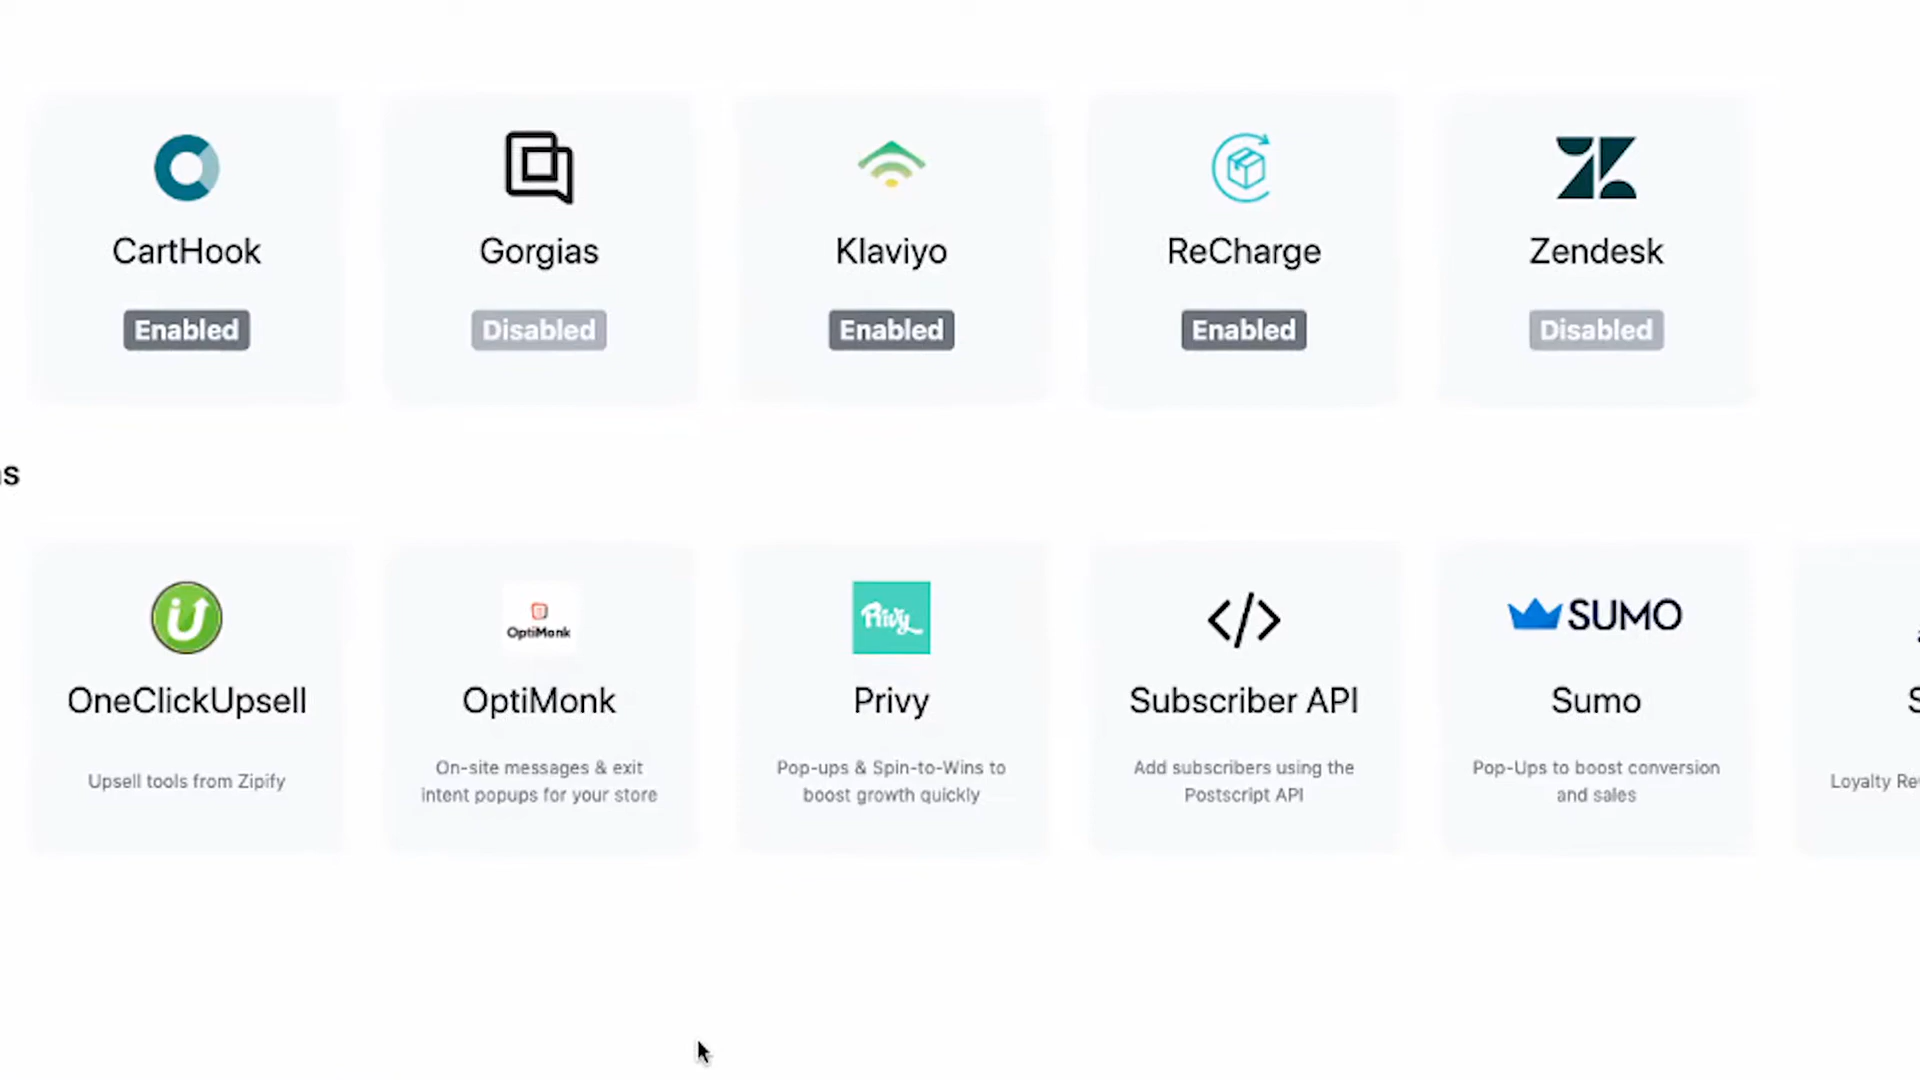 CartHook
Gorgias
Klaviyo
ReCharge
Zendesk
Enabled
Disabled
Enabled
Enabled
Disabled
OptiMonk
Privy
SUMO
OneClickUpsell
OptiMonk
Privy
Subscriber API
Sumo
Upsell tools from Zipify
On-site messages & exit
intent popups for your store
Pop-ups & Spin-to-Wins to
boost growth quickly
Add subscribers using the
Postscript API
Pop-Ups to boost conversion
and sales
Loyalty